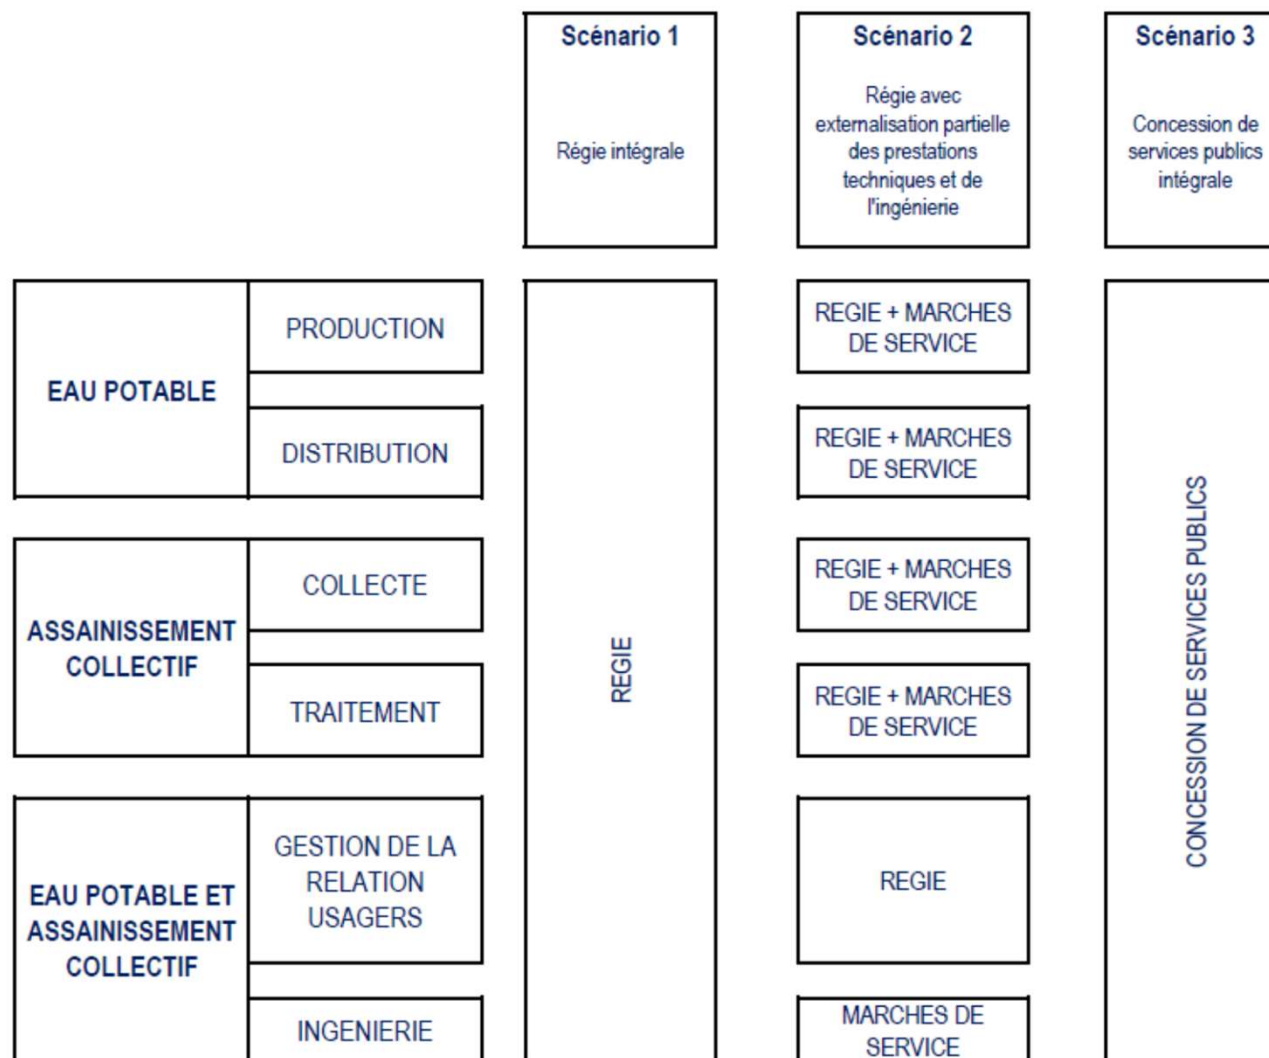 Scénario 1
Régie intégrale
Scénario 2
Régie avec
externalisation partielle
des prestations
techniques et de
l'ingénierie
Scénario 3
Concession de
services publics
intégrale
EAU POTABLE
PRODUCTION
DISTRIBUTION
REGIE + MARCHES
DE SERVICE
REGIE + MARCHES
DE SERVICE
ASSAINISSEMENT
COLLECTIF
COLLECTE
TRAITEMENT
REGIE + MARCHES
DE SERVICE
REGIE + MARCHES
DE SERVICE
EAU POTABLE ET
ASSAINISSEMENT
COLLECTIF
GESTION DE LA
RELATION
USAGERS
INGENIERIE
REGIE
MARCHES DE
SERVICE
REGIE
CONCESSION DE SERVICES PUBLICS